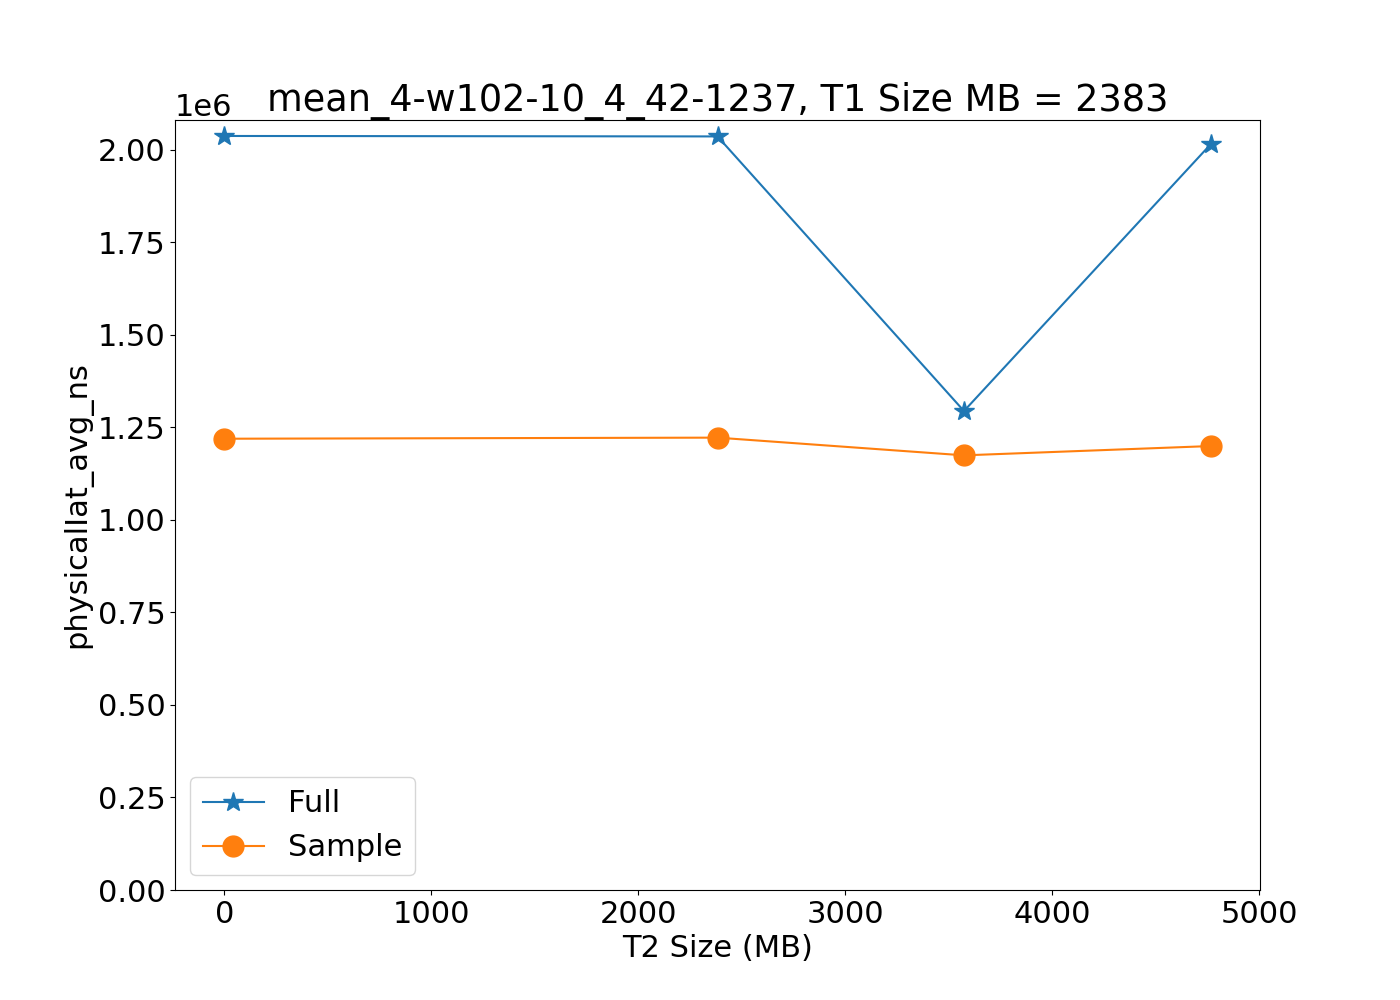 1e6
mean_4-w102-10_4_42-1237, T1 Size MB = 2383
2.00
1.75
1.50
1.25
1.00
0.75
0.50
0.25
0.00
physicallat_avg_ns
Full
Sample
0 1000 2000 3000 4000 5000
T2 Size (MB)